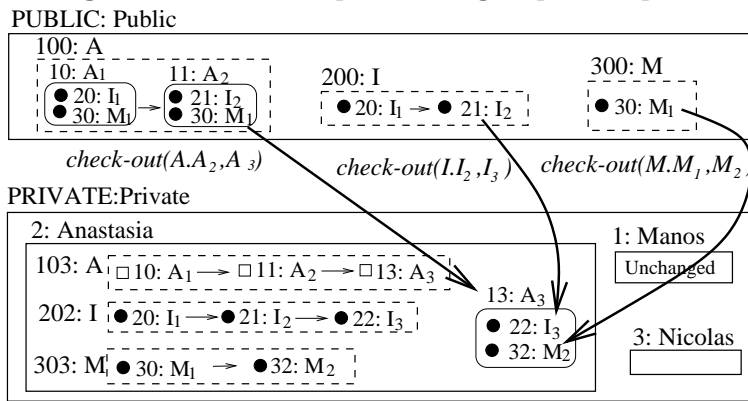 PUBLIC: Public
100: A
10: A1 11: A2
200: I
300: M
20: I1 21: I2
30: M1 30: M1
20: I1 21: I2
30: M1
check-out(A.A2,A3)
check-out(I.I2,I3)
check-out(M.M1,M2)
PRIVATE:Private
2: Anastasia
1: Manos
Unchanged
103: A 10: A1 11: A2 13: A3
13: A3
202: I 20: I1 21: I2 22: I3
22: I3
32: M2
3: Nicolas
303: M 30: M1 32: M2